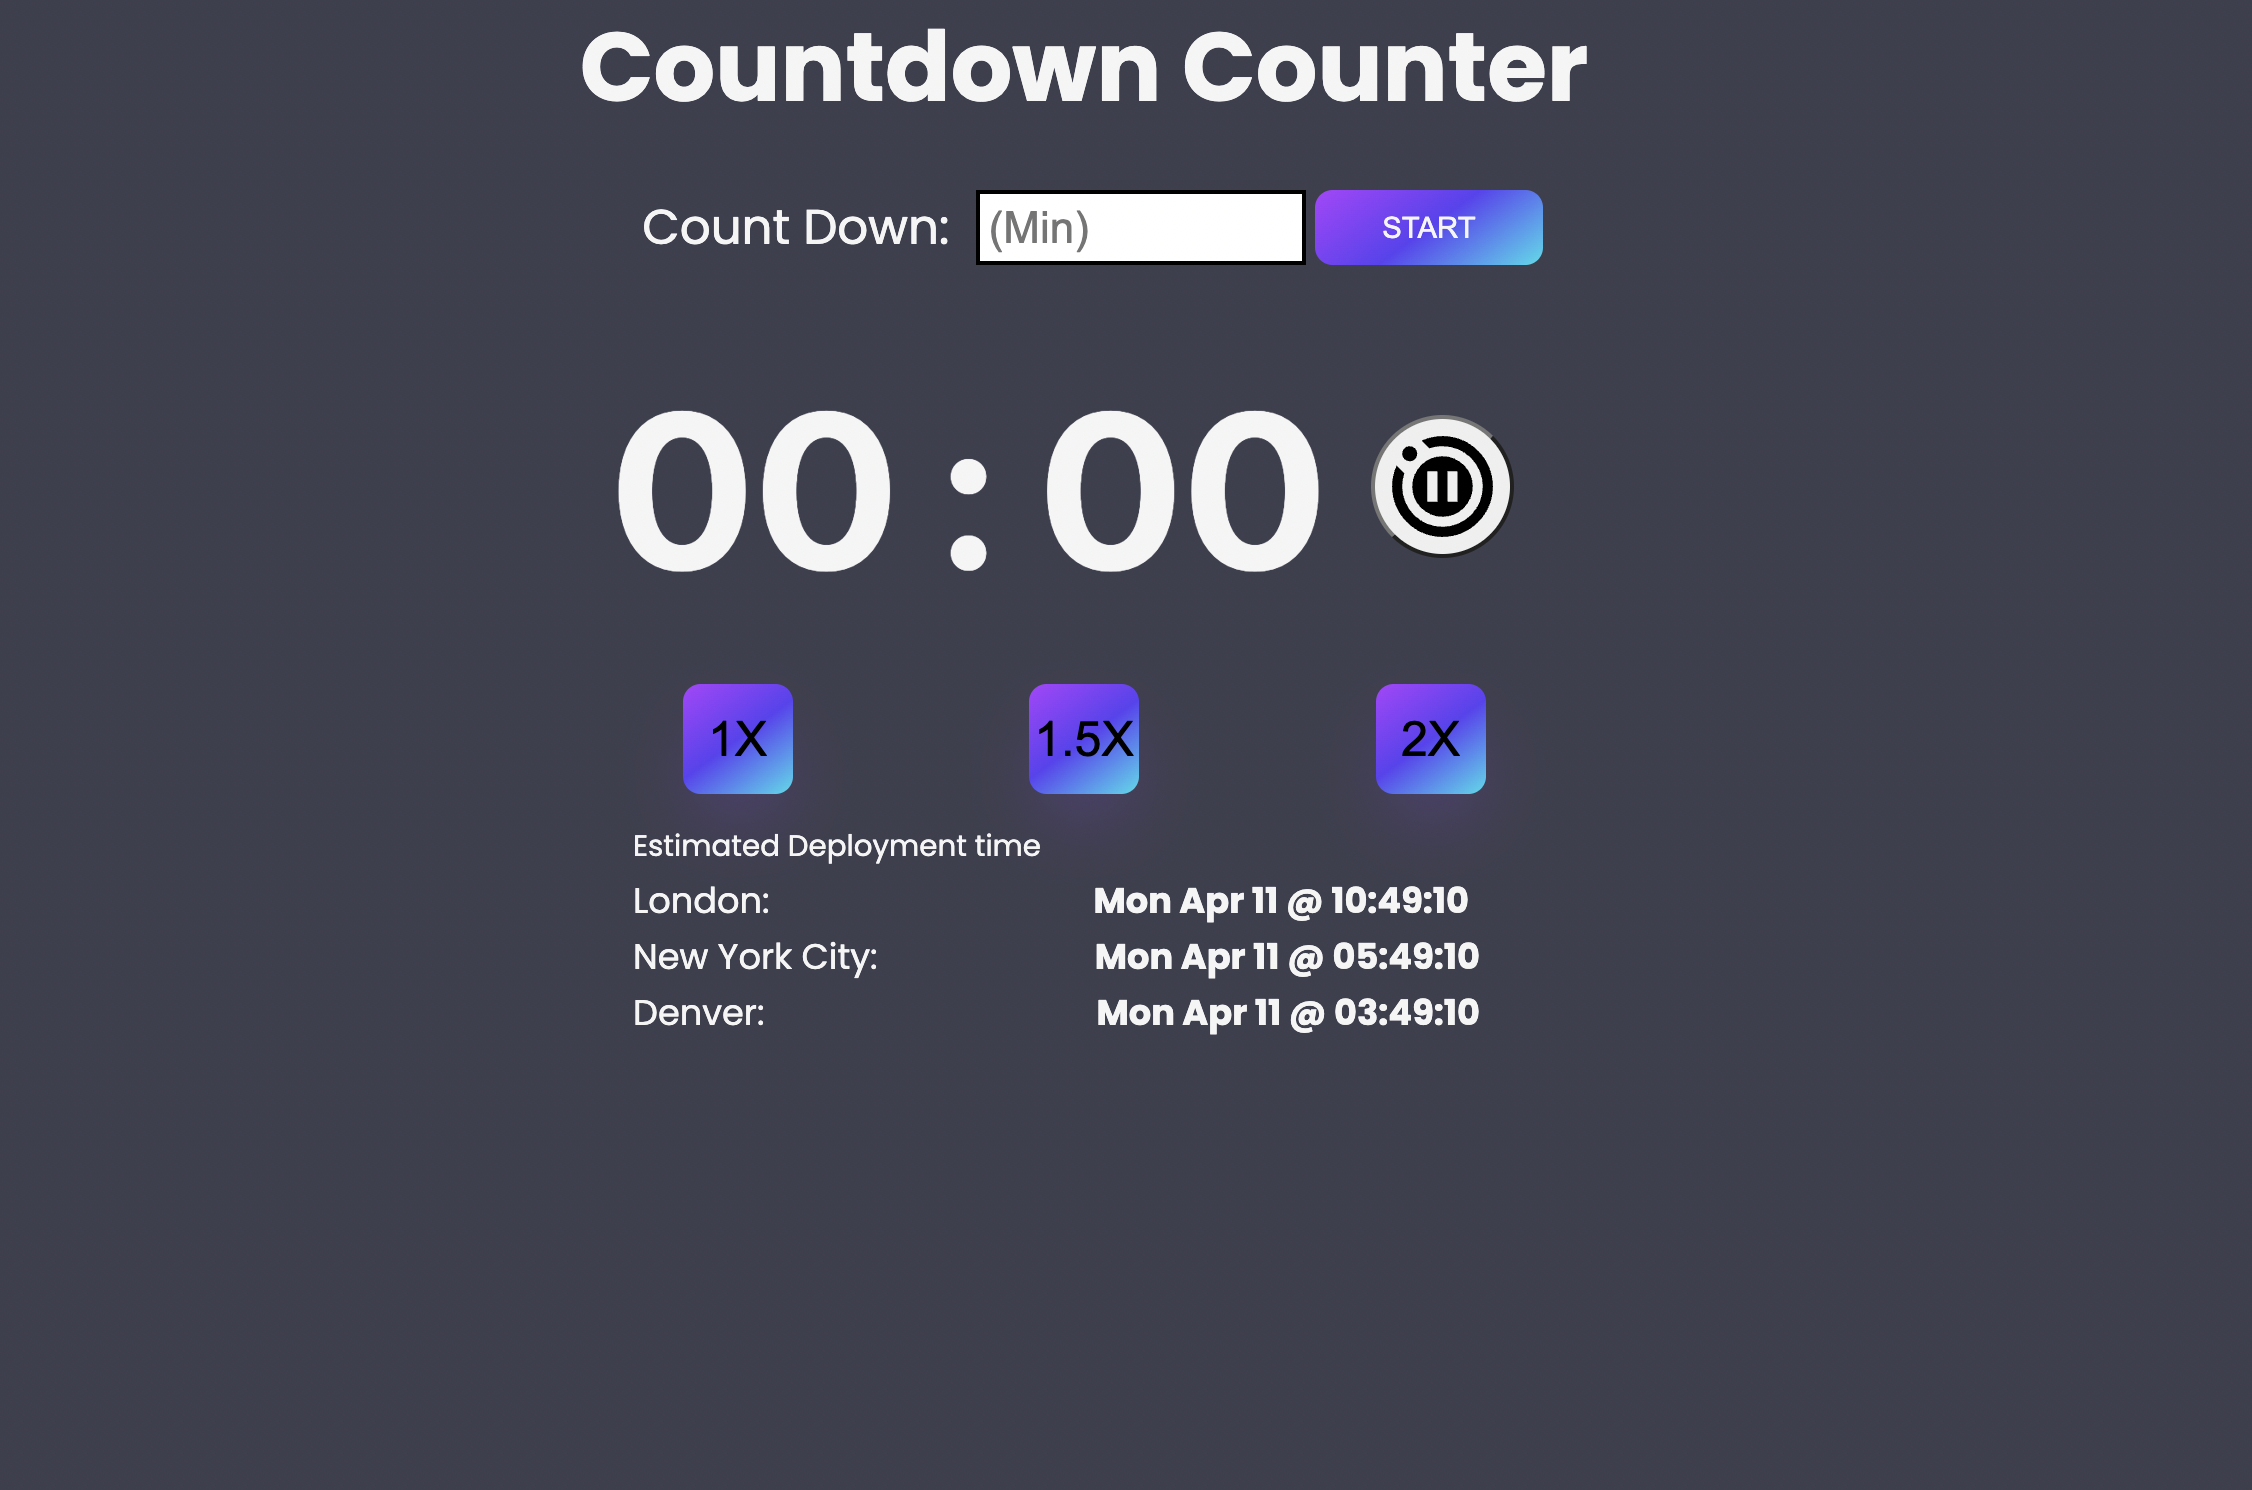 Countdown Counter
Count Down: (Min) START
00 : 00
1X 1.5X 2X
Estimated Deployment time
London: Mon Apr 11 @ 10:49:10
New York City: Mon Apr 11 @ 05:49:10
Denver: Mon Apr 11 @ 03:49:10